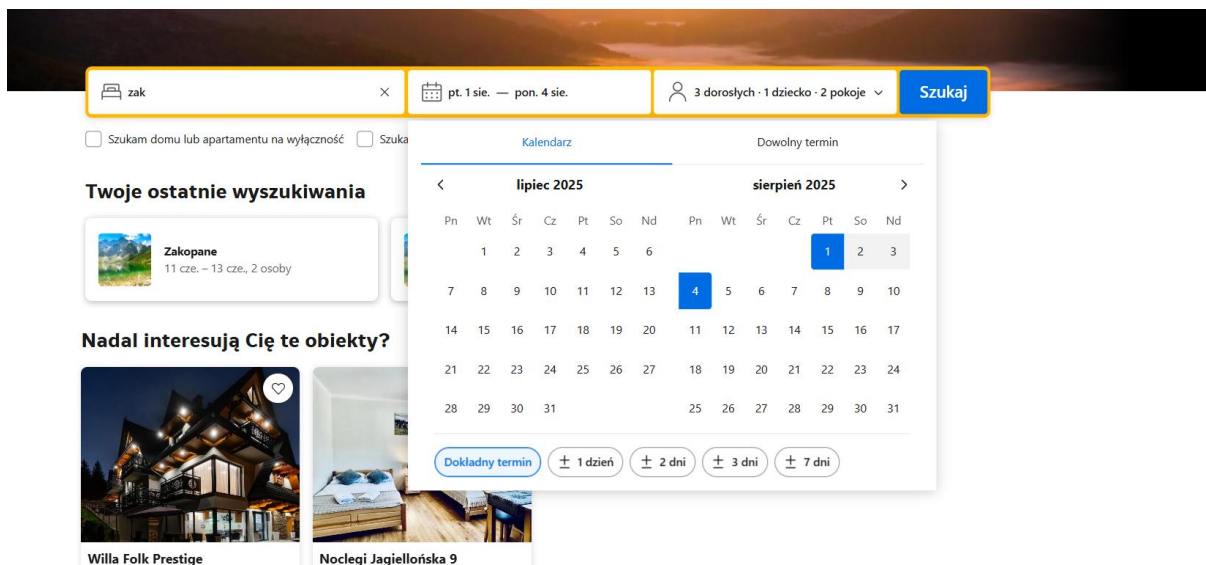 zak
pt. 1 sie. — pon. 4 sie.
3 dorosłych · 1 dziecko · 2 pokoje
Szukaj
Szukam domu lub apartamentu na wyłączność
Szuka
Kalendarz
Dowolny termin
Twoje ostatnie wyszukiwania
Zakopane
11 cze. – 13 cze., 2 osoby
Nadal interesują Cię te obiekty?
Willa Folk Prestige
Noclegi Jagiellońska 9
lipiec 2025
Pn Wt Śr Cz Pt So Nd
1 2 3 4 5 6
7 8 9 10 11 12 13
14 15 16 17 18 19 20
21 22 23 24 25 26 27
28 29 30 31
sierpień 2025
Pn Wt Śr Cz Pt So Nd
1 2 3
4 5 6 7 8 9 10
11 12 13 14 15 16 17
18 19 20 21 22 23 24
25 26 27 28 29 30 31
Dokładny termin
± 1 dzień
± 2 dni
± 3 dni
± 7 dni